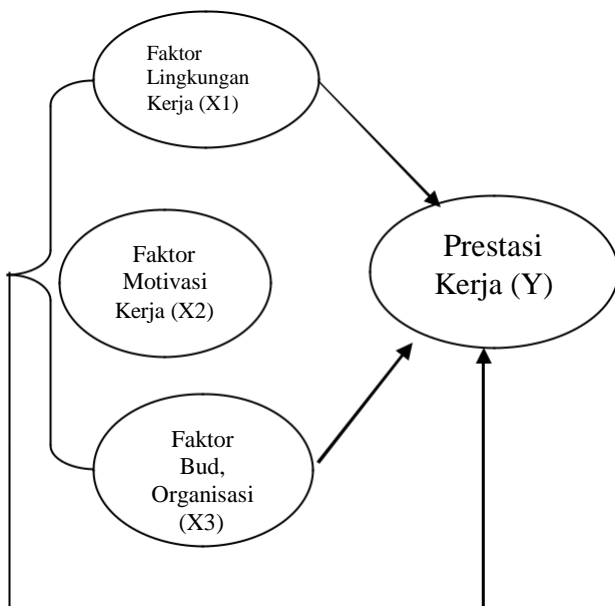 Faktor
Lingkungan
Kerja (X1)
Faktor
Motivasi
Kerja (X2)
Prestasi
Kerja (Y)
Faktor
Bud,
Organisasi
(X3)